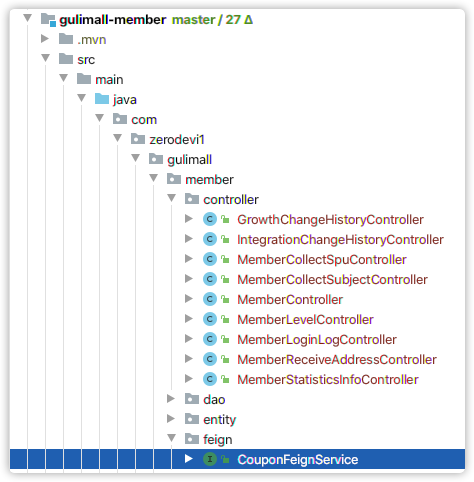 gulimall-member master / 27 Δ
.mvn
src
main
java
com
zerodevi1
gulimall
member
controller
C GrowthChangeHistoryController
C IntegrationChangeHistoryController
C MemberCollectSpuController
C MemberCollectSubjectController
C MemberController
C MemberLevelController
C MemberLoginLogController
C MemberReceiveAddressController
C MemberStatisticsInfoController
dao
entity
feign
I CouponFeignService